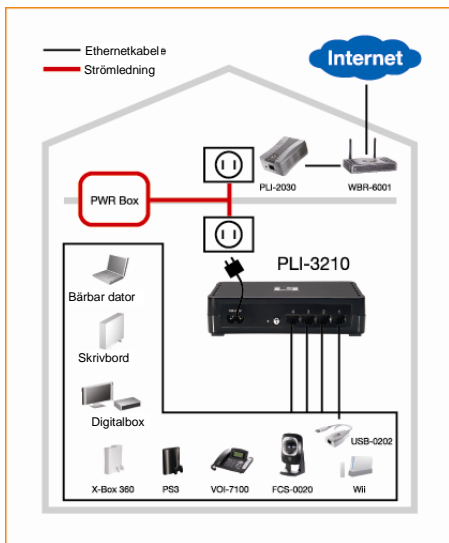 Ethernetkabel
Strömledning
Internet
PLI-2030
WBR-6001
PWR Box
PLI-3210
Bärbar dator
Skrivbord
Digitalbox
USB-0202
X-Box 360
PS3
VOI-7100
FCS-0020
Wii